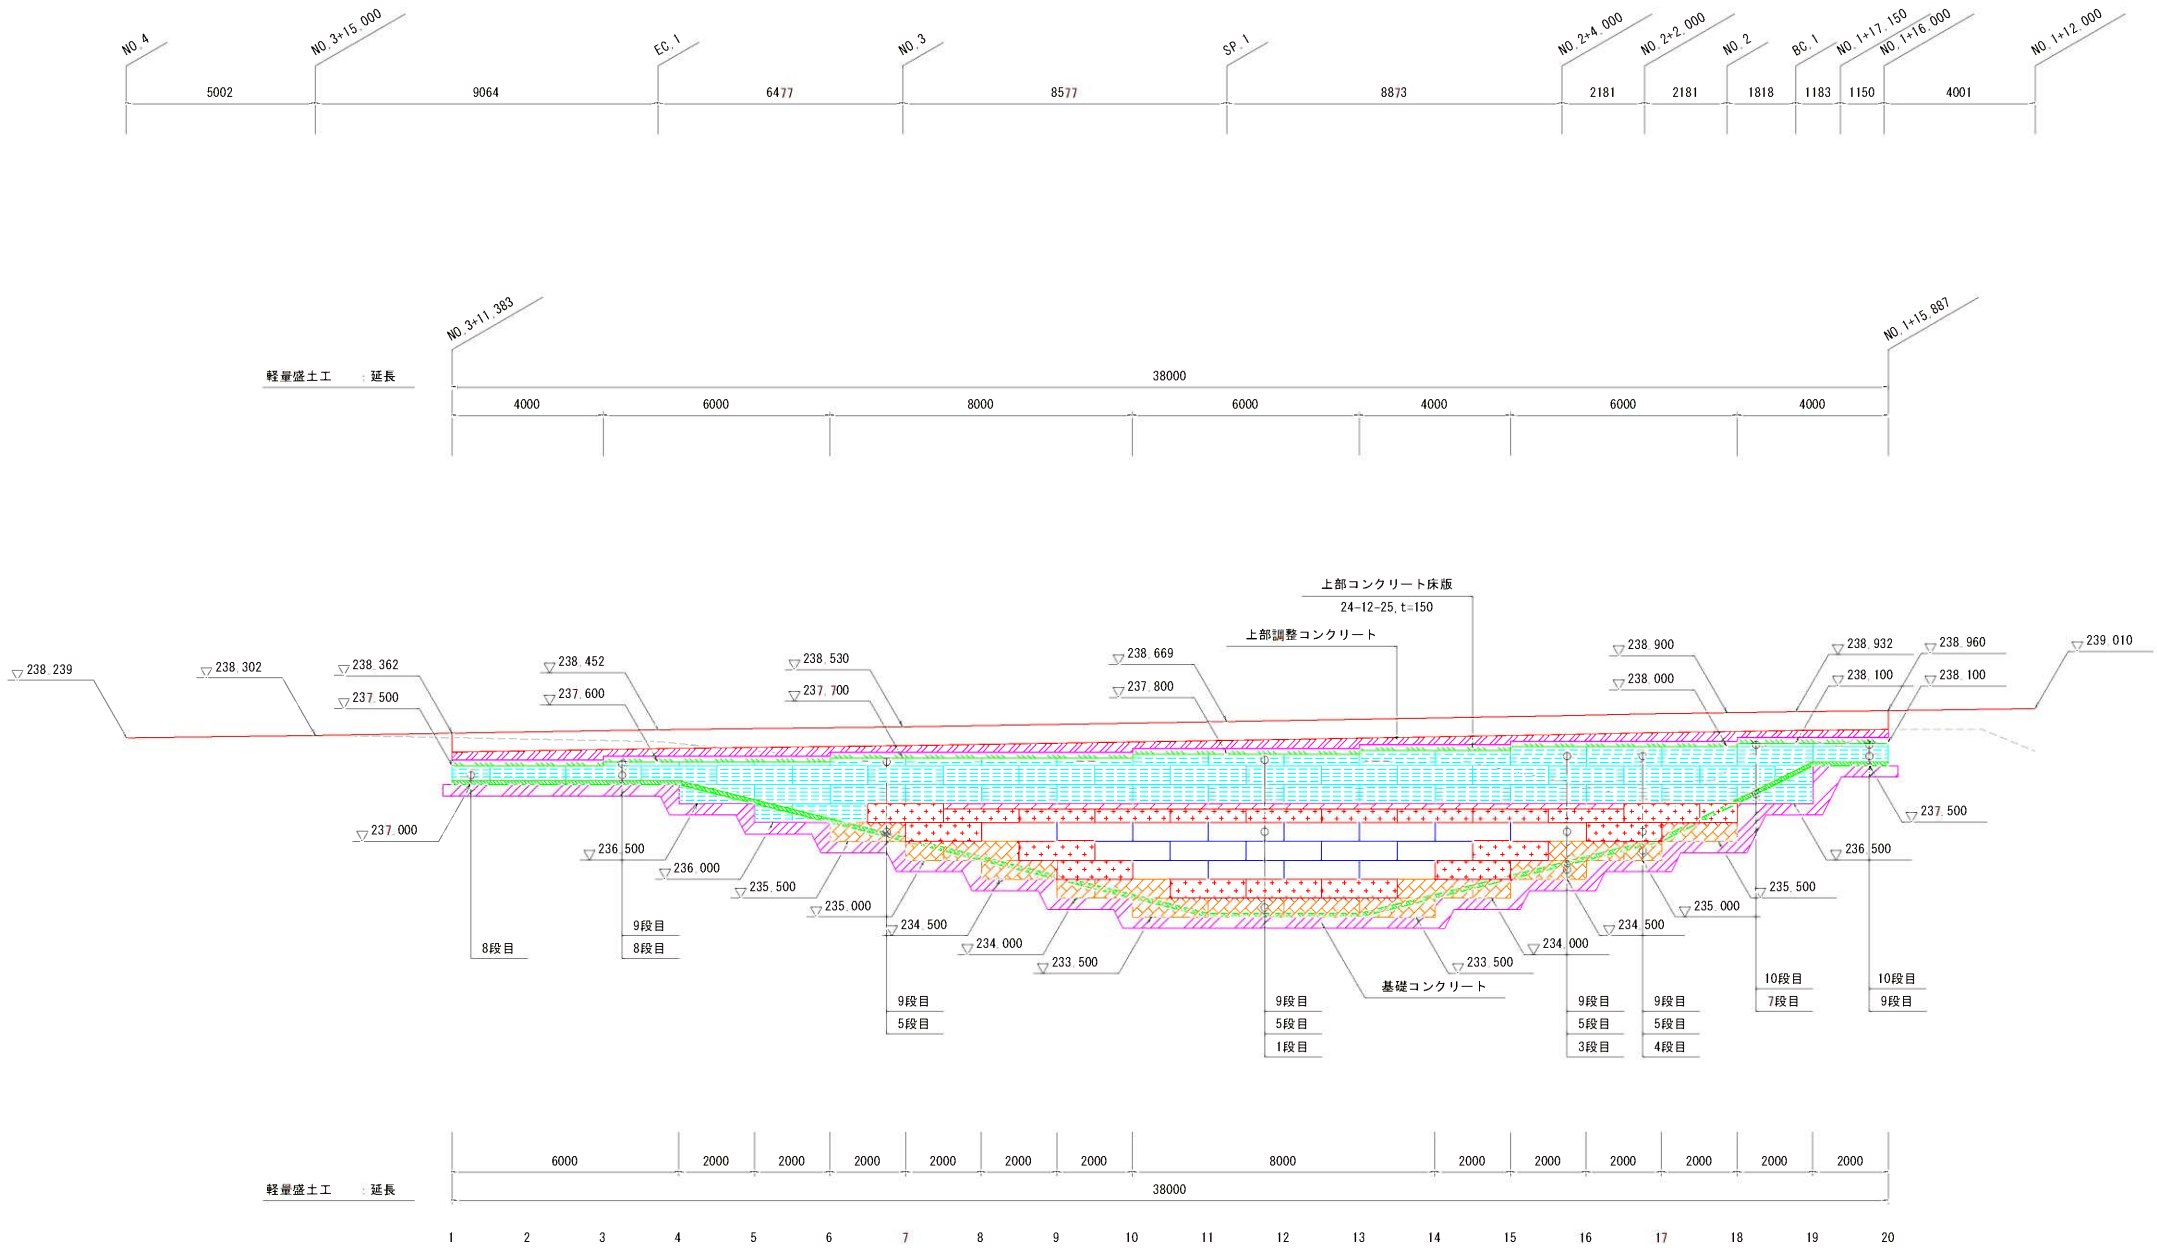 NO.4
NO.3+15.000
EC.1
NO.3
SP.1
NO.2+4.000
NO.2+2.000
NO.2
BC.1
NO.1+17.150
NO.1+16.000
NO.1+12.000
5002
9064
6477
8577
8873
2181
2181
1818
1183
1150
4001
NO.3+11.383
NO.1+15.887
軽量盛土工 : 延長
38000
4000
6000
8000
6000
4000
6000
4000
上部コンクリート床版
24-12-25, t=150
上部調整コンクリート
238.239
238.302
238.362
237.500
238.452
237.600
238.530
237.700
238.669
237.800
238.900
238.000
238.932
238.100
238.960
238.100
239.010
237.000
236.500
236.000
235.500
235.000
234.500
234.000
233.500
233.500
234.000
234.500
235.000
235.500
236.500
237.500
基礎コンクリート
8段目
9段目
8段目
9段目
5段目
9段目
5段目
1段目
9段目
5段目
3段目
9段目
5段目
4段目
10段目
7段目
10段目
9段目
6000
2000
2000
2000
2000
2000
2000
8000
2000
2000
2000
2000
2000
2000
軽量盛土工 : 延長
38000
1 2 3 4 5 6 7 8 9 10 11 12 13 14 15 16 17 18 19 20